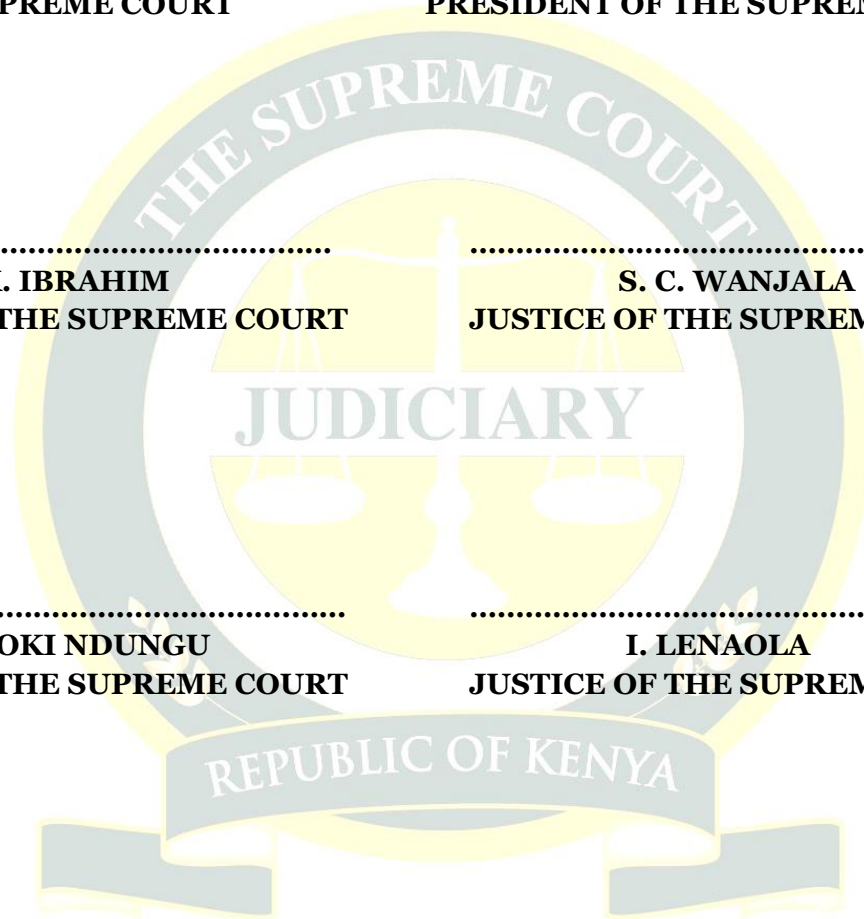 PREME COURT PRESIDENT OF THE SUPREM
THE SUPREME COURT
IBRAHIM S. C. WANJALA
THE SUPREME COURT JUSTICE OF THE SUPREM
JUDICIARY
OKI NDUNGU I. LENAOLA
THE SUPREME COURT JUSTICE OF THE SUPREM
REPUBLIC OF KENYA